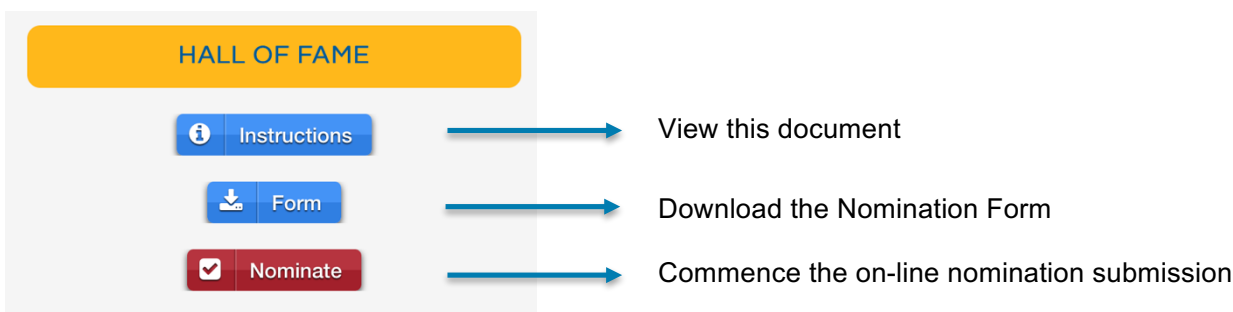 HALL OF FAME
Instructions
View this document
Form
Download the Nomination Form
Nominate
Commence the on-line nomination submission